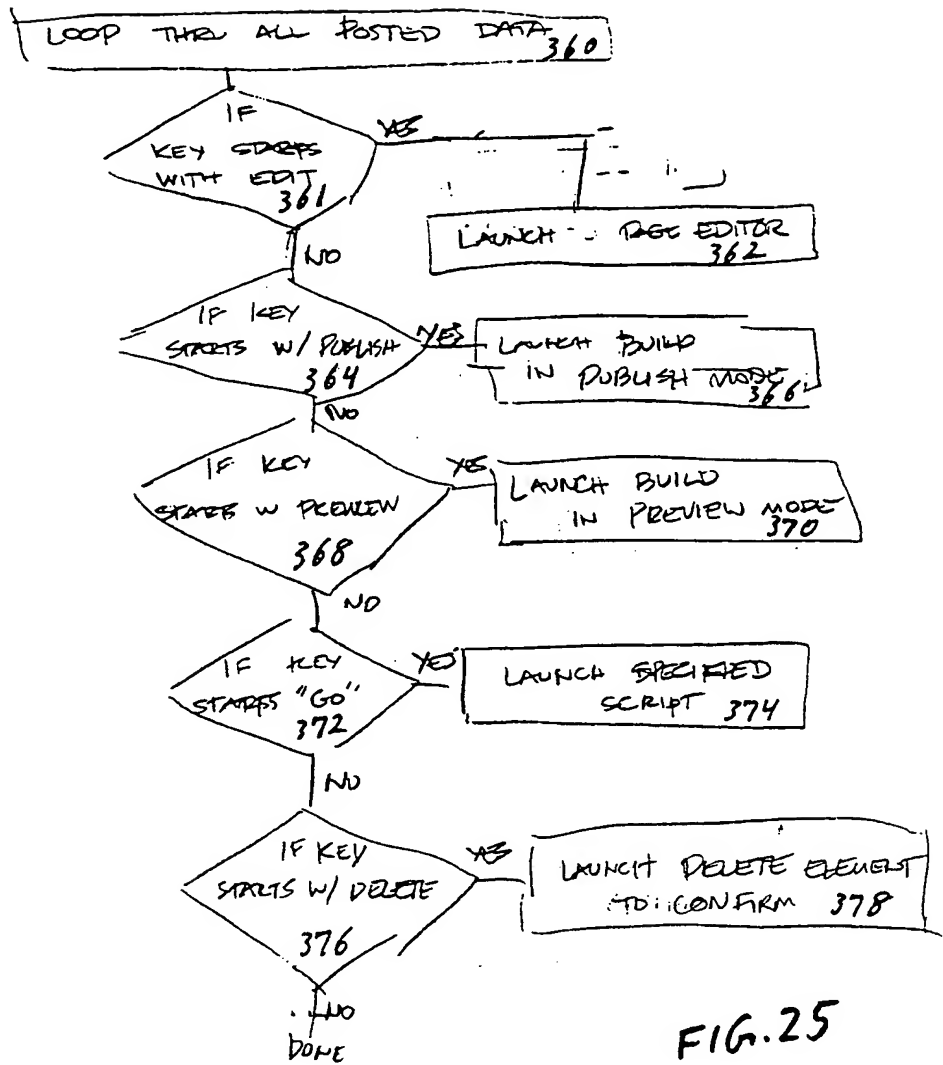 LOOP THRU ALL POSTED DATA
360
IF
KEY STARTS
WITH EDIT
361
YES
LAUNCH PAGE EDITOR
362
NO
IF KEY
STARTS W/ PUBLISH
364
YES
LAUNCH BUILD
IN PUBLISH MODE
366
NO
IF KEY
STARTS W PREVIEW
368
YES
LAUNCH BUILD
IN PREVIEW MODE
370
NO
IF KEY
STARTS "GO"
372
YES
LAUNCH SPECIFIED
SCRIPT 374
NO
IF KEY
STARTS W/ DELETE
376
YES
LAUNCH DELETE ELEMENT
TO CONFIRM 378
NO
DONE
FIG.25